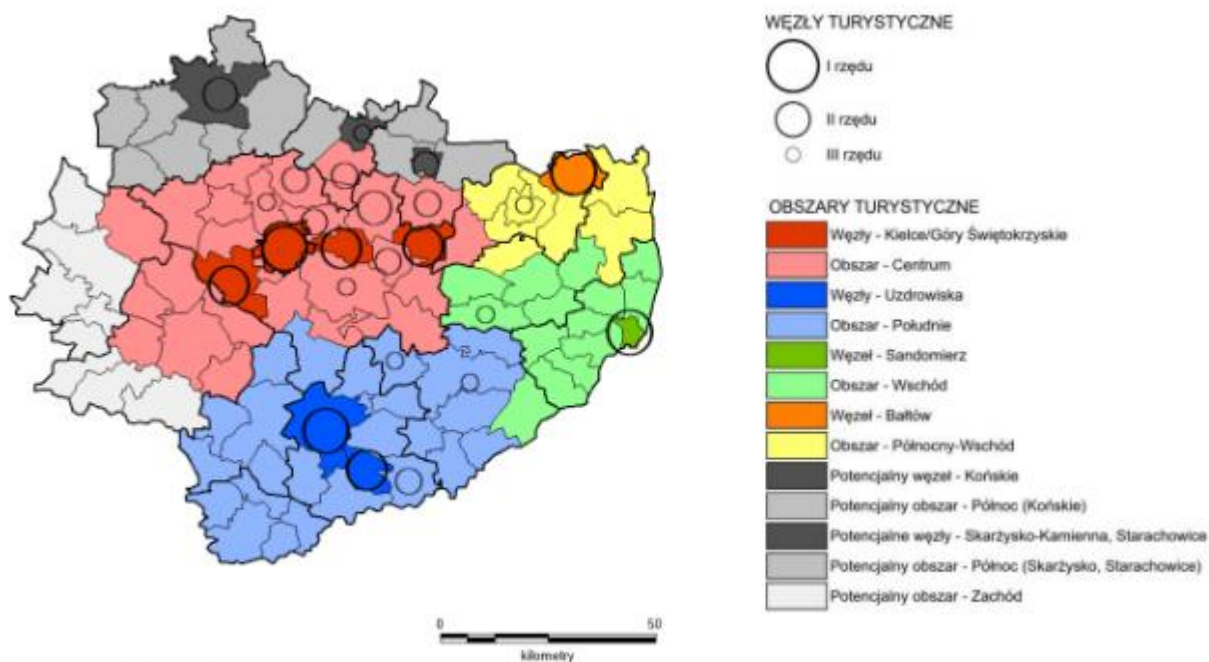 WĘZŁY TURYSTYCZNE
I rzędu
II rzędu
III rzędu
OBSZARY TURYSTYCZNE
Węzły - Kielce/Góry Świętokrzyskie
Obszar - Centrum
Węzły - Uzdrowiska
Obszar - Południe
Węzeł - Sandomierz
Obszar - Wschód
Węzeł - Bałtów
Obszar - Północny-Wschód
Potencjalny węzeł - Końskie
Potencjalny obszar - Północ (Końskie)
Potencjalne węzły - Skarżysko-Kamienna, Starachowice
Potencjalny obszar - Północ (Skarżysko, Starachowice)
Potencjalny obszar - Zachód
0 50
kilometry